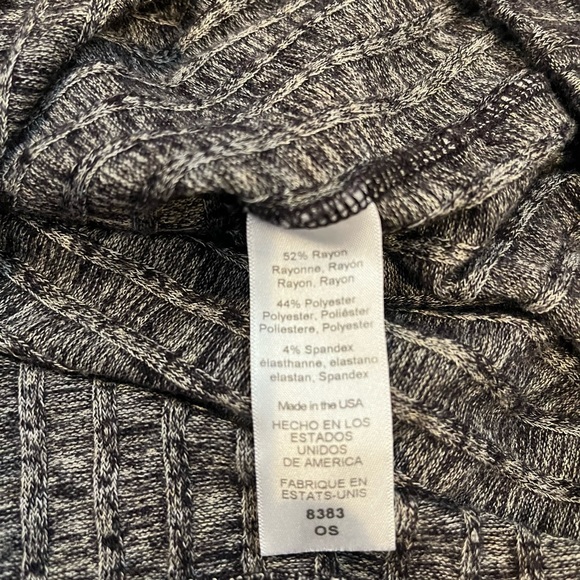 52% Rayon
Rayonne, Rayón
Rayon, Rayon
44% Polyester
Polyester, Poliéster
Poliestere, Polyester
4% Spandex
élasthanne, elastano
elastan, Spandex
Made in the USA
HECHO EN LOS
ESTADOS
UNIDOS
DE AMERICA
FABRIQUE EN
ESTATS-UNIS
8383
OS